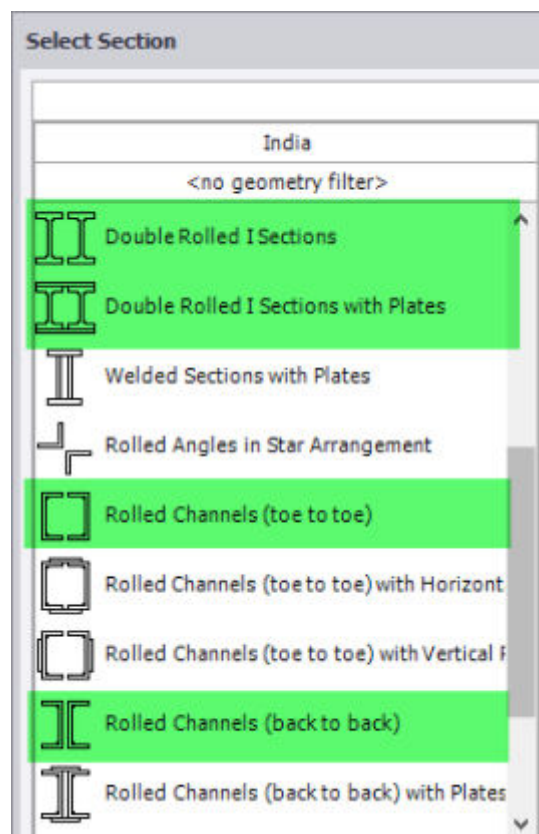 Select Section
India
<no geometry filter>
Double Rolled I Sections
Double Rolled I Sections with Plates
Welded Sections with Plates
Rolled Angles in Star Arrangement
Rolled Channels (toe to toe)
Rolled Channels (toe to toe) with Horizont
Rolled Channels (toe to toe) with Vertical
Rolled Channels (back to back)
Rolled Channels (back to back) with Plates